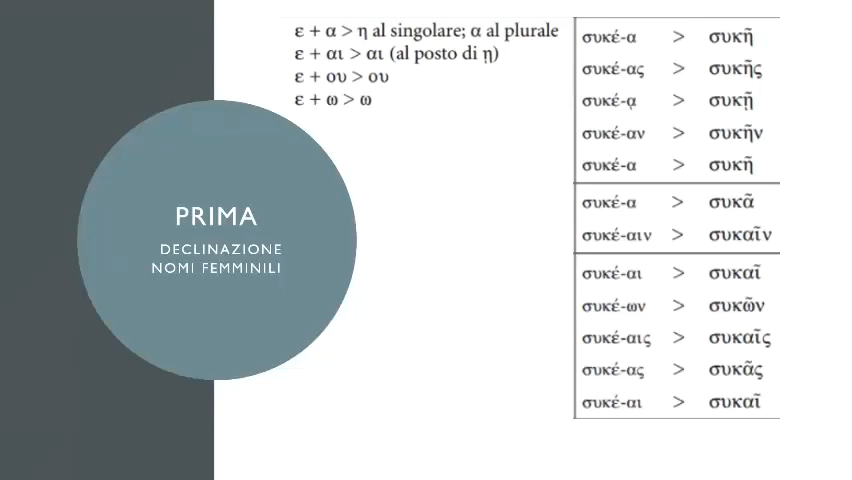 PRIMA
DECLINAZIONE
NOMI FEMMINILI
ε + α > η al singolare; α al plurale
ε + αι > αι (al posto di ῃ)
ε + ου > ου
ε + ω > ω
συκέ-α > συκῆ
συκέ-ας > συκῆς
συκέ-ᾳ > συκῇ
συκέ-αν > συκῆν
συκέ-α > συκῆ
συκέ-α > συκᾶ
συκέ-αιν > συκαῖν
συκέ-αι > συκαῖ
συκέ-ων > συκῶν
συκέ-αις > συκαῖς
συκέ-ας > συκᾶς
συκέ-αι > συκαῖ